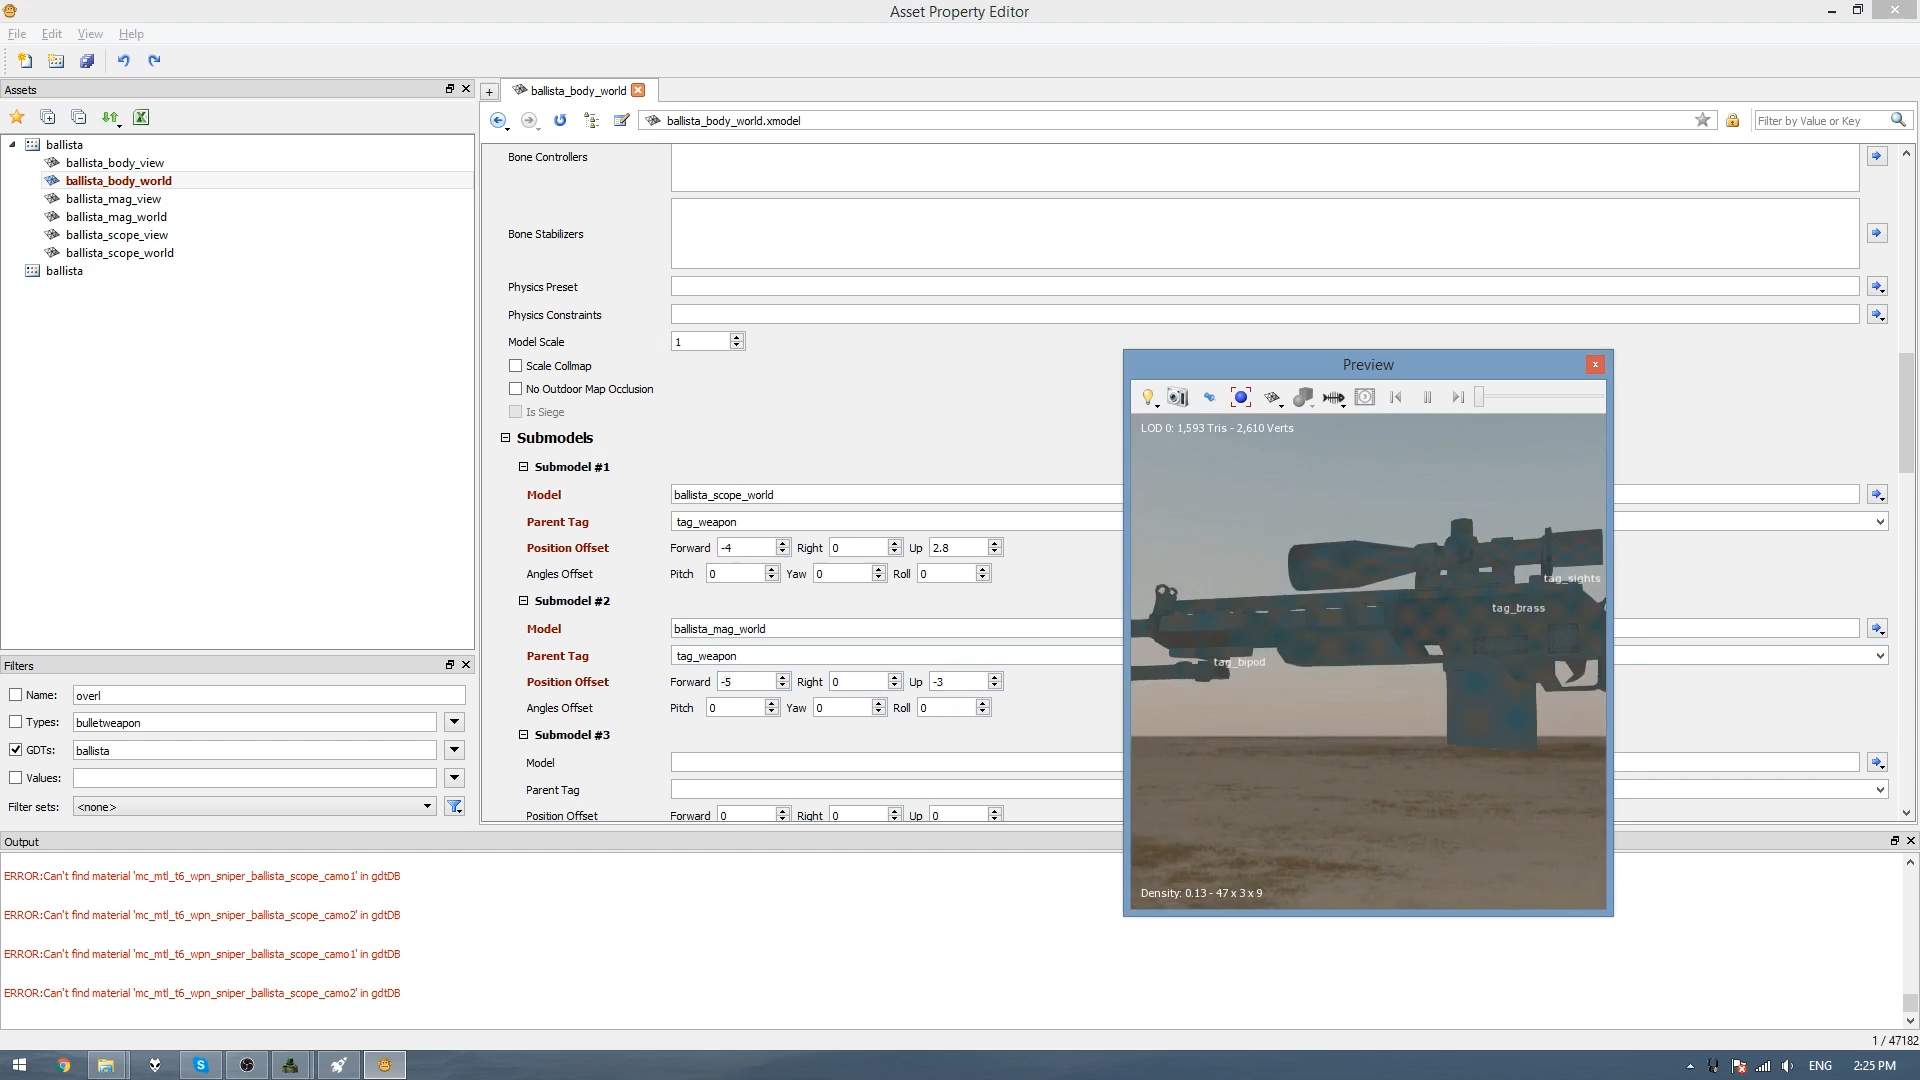 Asset Property Editor
File Edit View Help
Assets
ballista
ballista_body_view
ballista_body_world
ballista_mag_view
ballista_mag_world
ballista_scope_view
ballista_scope_world
ballista
Filters
Name: overl
Types: bulletweapon
GDTs: ballista
Values:
Filter sets: <none>
+ ballista_body_world
ballista_body_world.xmodel
Filter by Value or Key
Bone Controllers
Bone Stabilizers
Physics Preset
Physics Constraints
Model Scale 1
Scale Collmap
No Outdoor Map Occlusion
Is Siege
Submodels
Submodel #1
Model ballista_scope_world
Parent Tag tag_weapon
Position Offset Forward -4 Right 0 Up 2.8
Angles Offset Pitch 0 Yaw 0 Roll 0
Submodel #2
Model ballista_mag_world
Parent Tag tag_weapon
Position Offset Forward -5 Right 0 Up -3
Angles Offset Pitch 0 Yaw 0 Roll 0
Submodel #3
Model
Parent Tag
Position Offset Forward 0 Right 0 Up 0
Preview
LOD 0: 1,593 Tris - 2,610 Verts
tag_sights
tag_brass
tag_bipod
Density: 0.13 - 47 x 3 x 9
Output
ERROR:Can't find material 'mc_mtl_t6_wpn_sniper_ballista_scope_camo1' in gdtDB
ERROR:Can't find material 'mc_mtl_t6_wpn_sniper_ballista_scope_camo2' in gdtDB
ERROR:Can't find material 'mc_mtl_t6_wpn_sniper_ballista_scope_camo1' in gdtDB
ERROR:Can't find material 'mc_mtl_t6_wpn_sniper_ballista_scope_camo2' in gdtDB
1 / 47182
ENG 2:25 PM